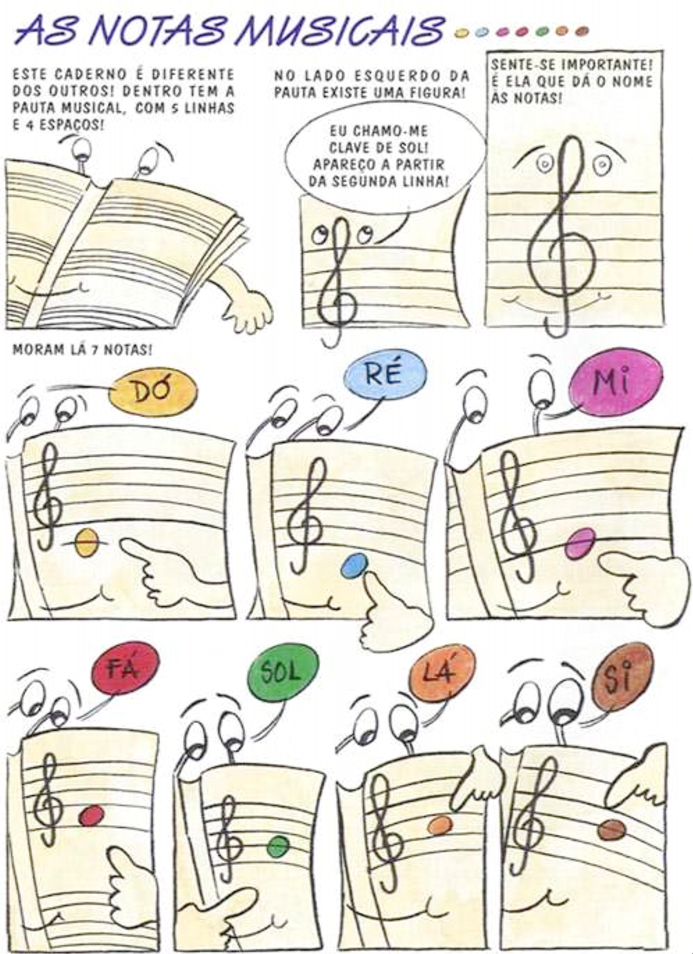 AS NOTAS MUSICAIS
ESTE CADERNO É DIFERENTE
DOS OUTROS! DENTRO TEM A
PAUTA MUSICAL, COM 5 LINHAS
E 4 ESPAÇOS!
NO LADO ESQUERDO DA
PAUTA EXISTE UMA FIGURA!
EU CHAMO-ME
CLAVE DE SOL!
APAREÇO A PARTIR
DA SEGUNDA LINHA!
SENTE-SE IMPORTANTE!
É ELA QUE DÁ O NOME
ÀS NOTAS!
MORAM LÁ 7 NOTAS!
DÓ
RÉ
Mi
FÁ
SOL
LÁ
Si